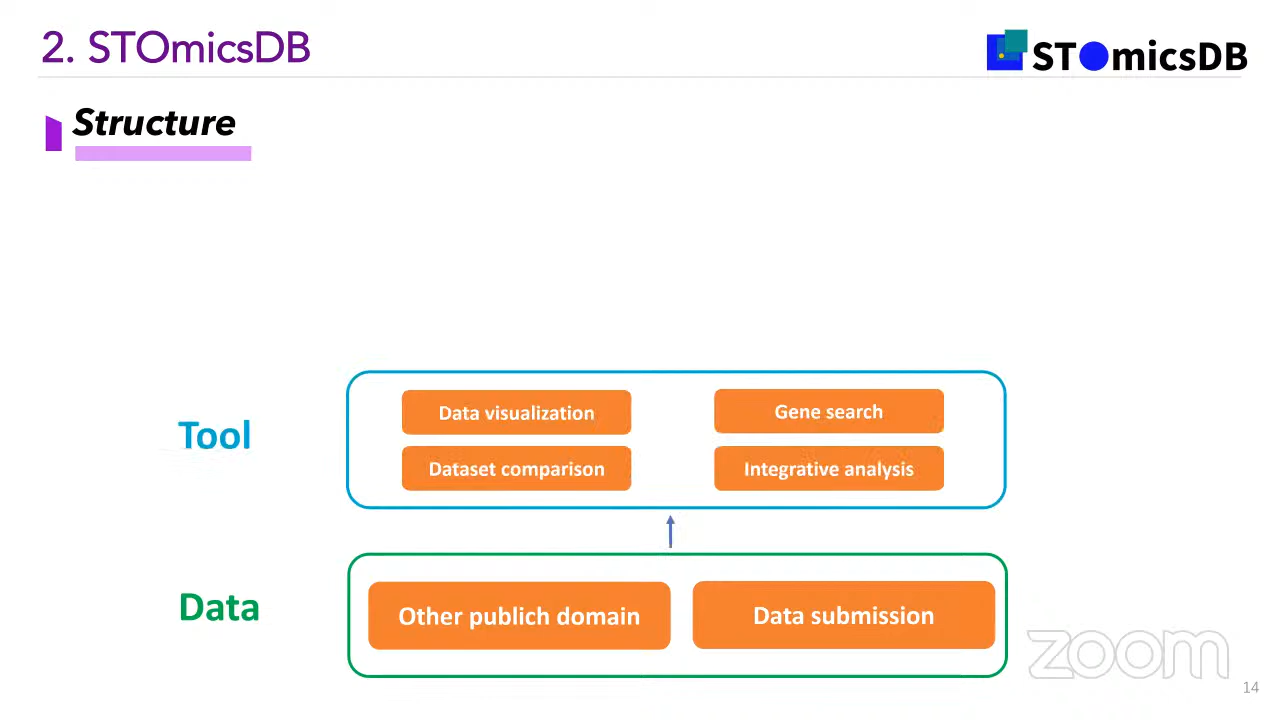 2. STOmicsDB
STOmicsDB
Structure
Tool
Data visualization
Gene search
Dataset comparison
Integrative analysis
Data
Other publich domain
Data submission
zoom
14